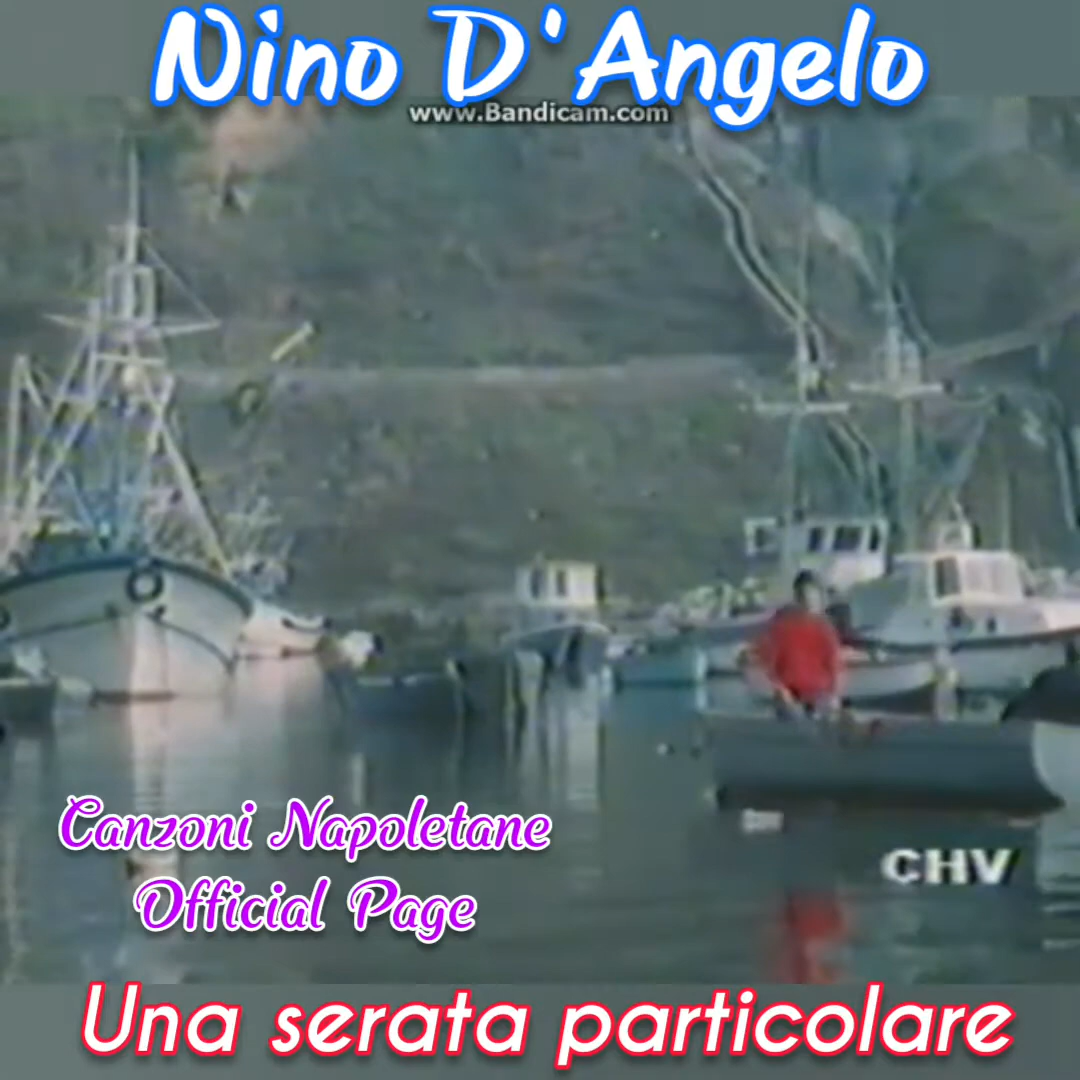 Nino D'Angelo
www.Bandicam.com
Canzoni Napoletane
Official Page
CHV
Una serata particolare